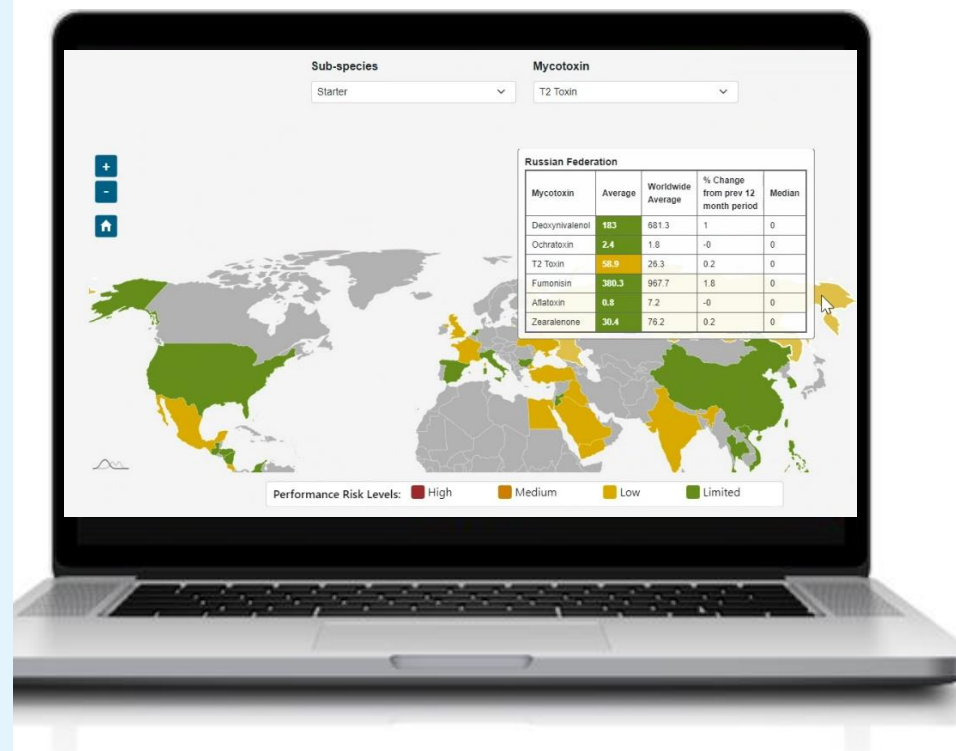 Sub-species
Mycotoxin
Starter
T2 Toxin
+
-
Russian Federation
Mycotoxin Average Worldwide Average % Change from prev 12 month period Median
Deoxynivalenol 183 681.3 1 0
Ochratoxin 2.4 1.8 -0 0
T2 Toxin 58.9 26.3 0.2 0
Fumonisin 380.3 967.7 1.8 0
Aflatoxin 0.8 7.2 -0 0
Zearalenone 30.4 76.2 0.2 0
Performance Risk Levels: High Medium Low Limited